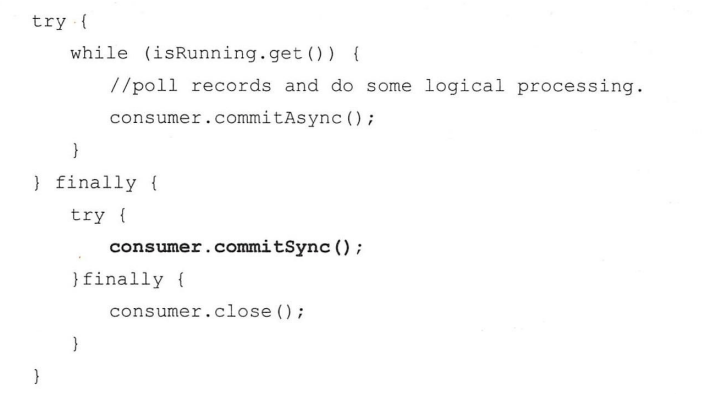 try {
    while (isRunning.get()) {
        //poll records and do some logical processing.
        consumer.commitAsync();
    }
} finally {
    try {
        consumer.commitSync();
    }finally {
        consumer.close();
    }
}